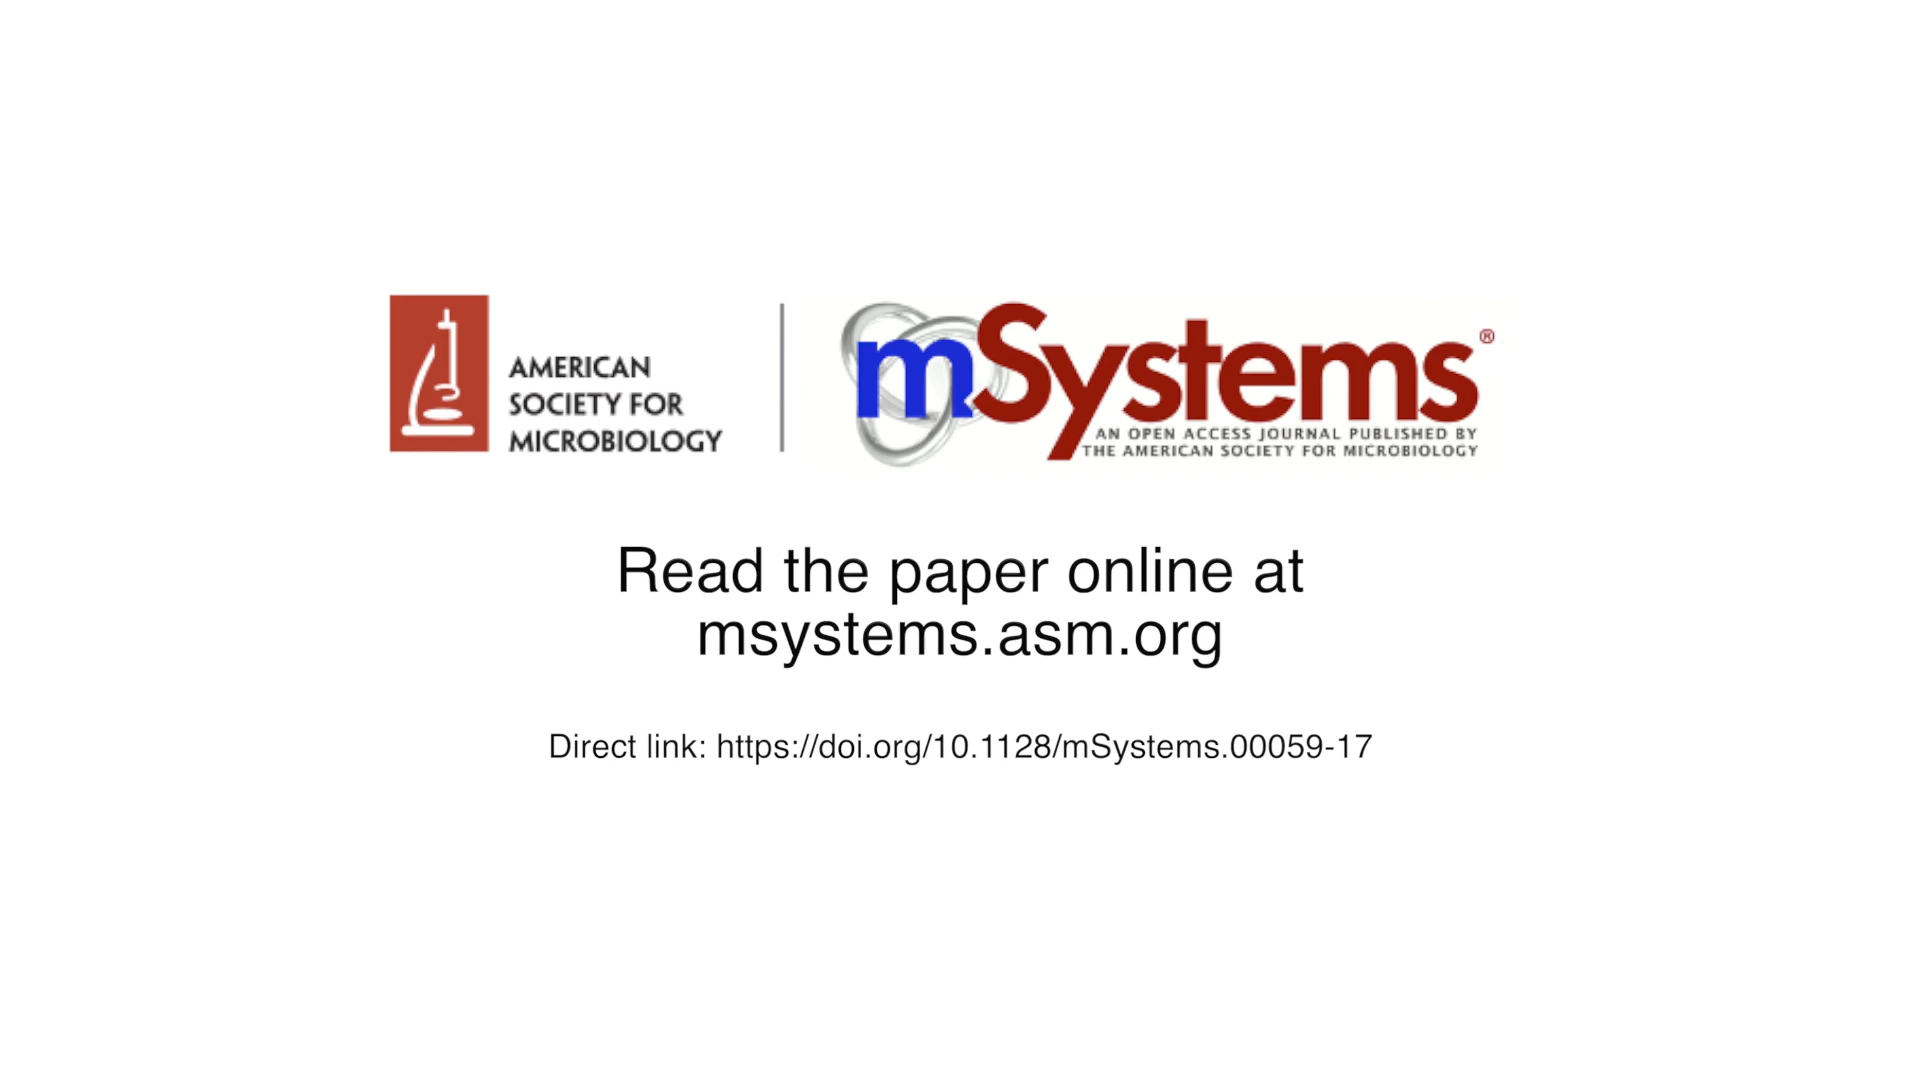 AMERICAN
SOCIETY FOR
MICROBIOLOGY
mSystems®
AN OPEN ACCESS JOURNAL PUBLISHED BY
THE AMERICAN SOCIETY FOR MICROBIOLOGY
Read the paper online at
msystems.asm.org
Direct link: https://doi.org/10.1128/mSystems.00059-17